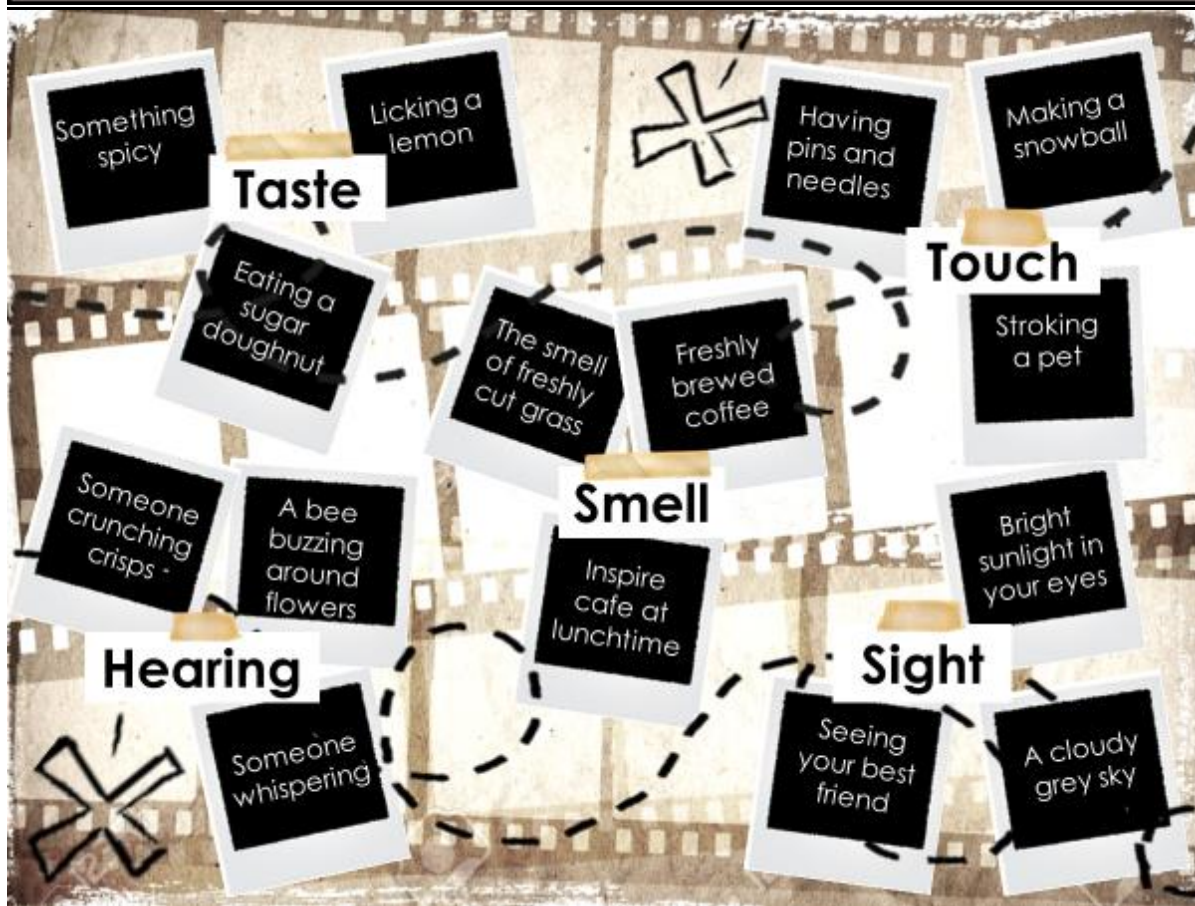 Something
spicy
Licking a
lemon
Taste
Eating a
sugar
doughnut
Having
pins and
needles
Making a
snowball
Touch
Stroking
a pet
The smell
of freshly
cut grass
Freshly
brewed
coffee
Smell
Inspire
cafe at
lunchtime
Someone
crunching
crisps -
A bee
buzzing
around
flowers
Hearing
Someone
whispering
Bright
sunlight in
your eyes
Sight
Seeing
your best
friend
A cloudy
grey sky